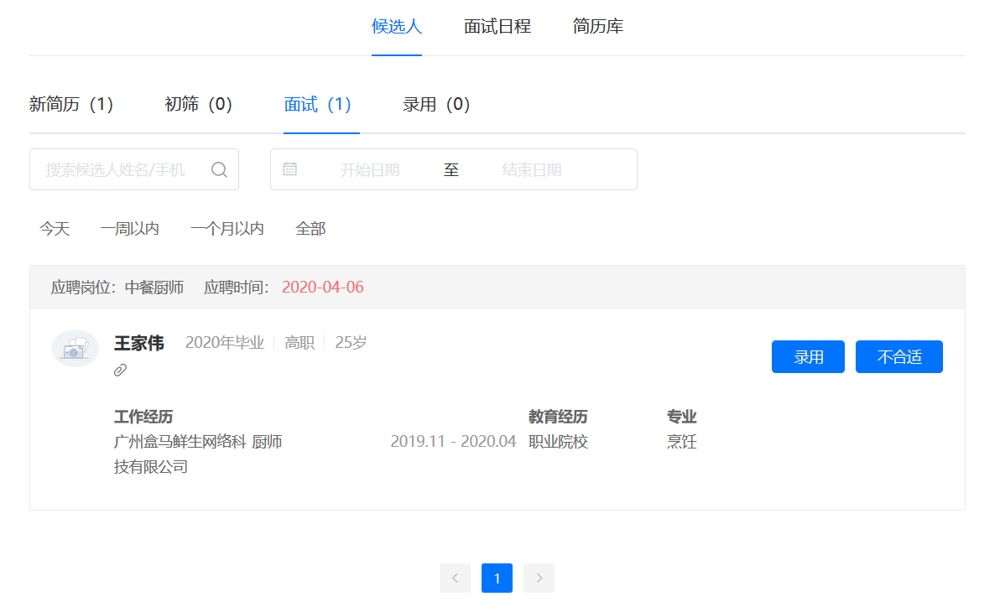 候选人 面试日程 简历库
新简历（1） 初筛（0） 面试（1） 录用（0）
搜索候选人姓名/手机 开始日期 至 结束日期
今天 一周以内 一个月以内 全部
应聘岗位：中餐厨师 应聘时间： 2020-04-06
王家伟 2020年毕业 高职 25岁
录用 不合适
工作经历 教育经历 专业
广州盒马鲜生网络科 厨师 2019.11 - 2020.04 职业院校 烹饪
技有限公司
1